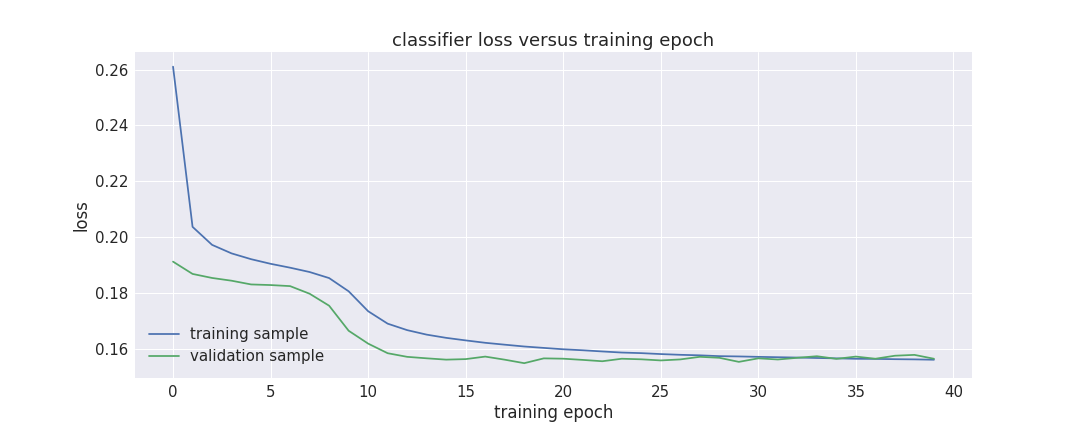 classifier loss versus training epoch
0.26
0.24
0.22
0.20
0.18
0.16
loss
training sample
validation sample
0 5 10 15 20 25 30 35 40
training epoch